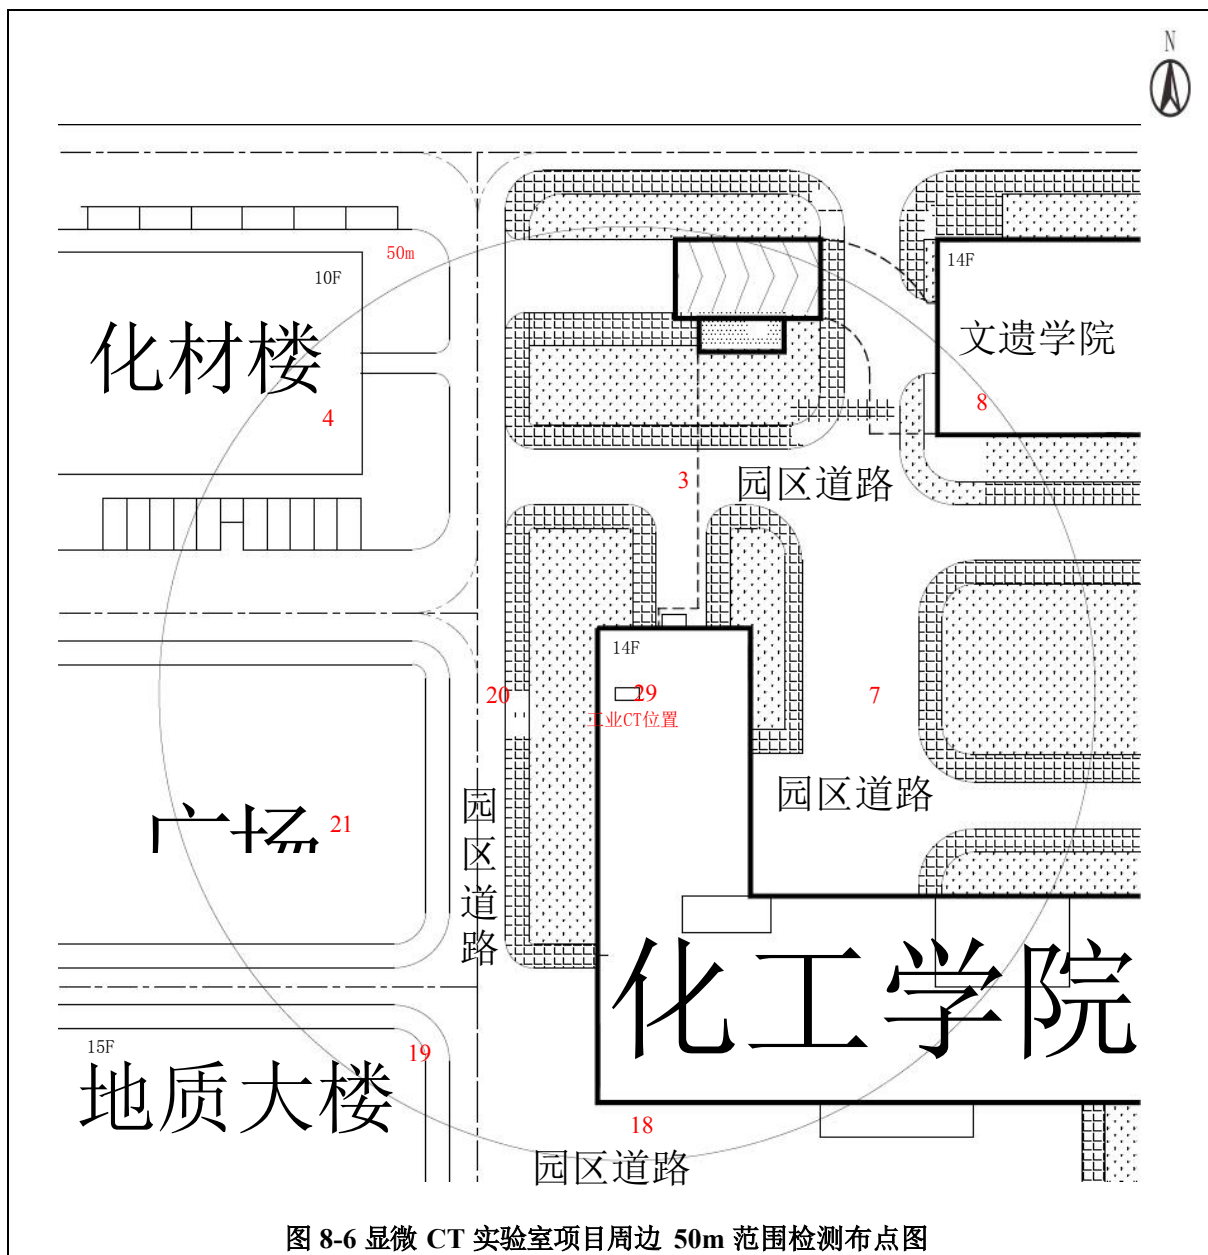 N
50m
10F
14F
化材楼
文遗学院
4
8
3
园区道路
14F
20
29
7
工业CT位置
园区道路
园区道路
广场
21
化工学院
15F
19
地质大楼
18
园区道路
图 8-6 显微 CT 实验室项目周边 50m 范围检测布点图